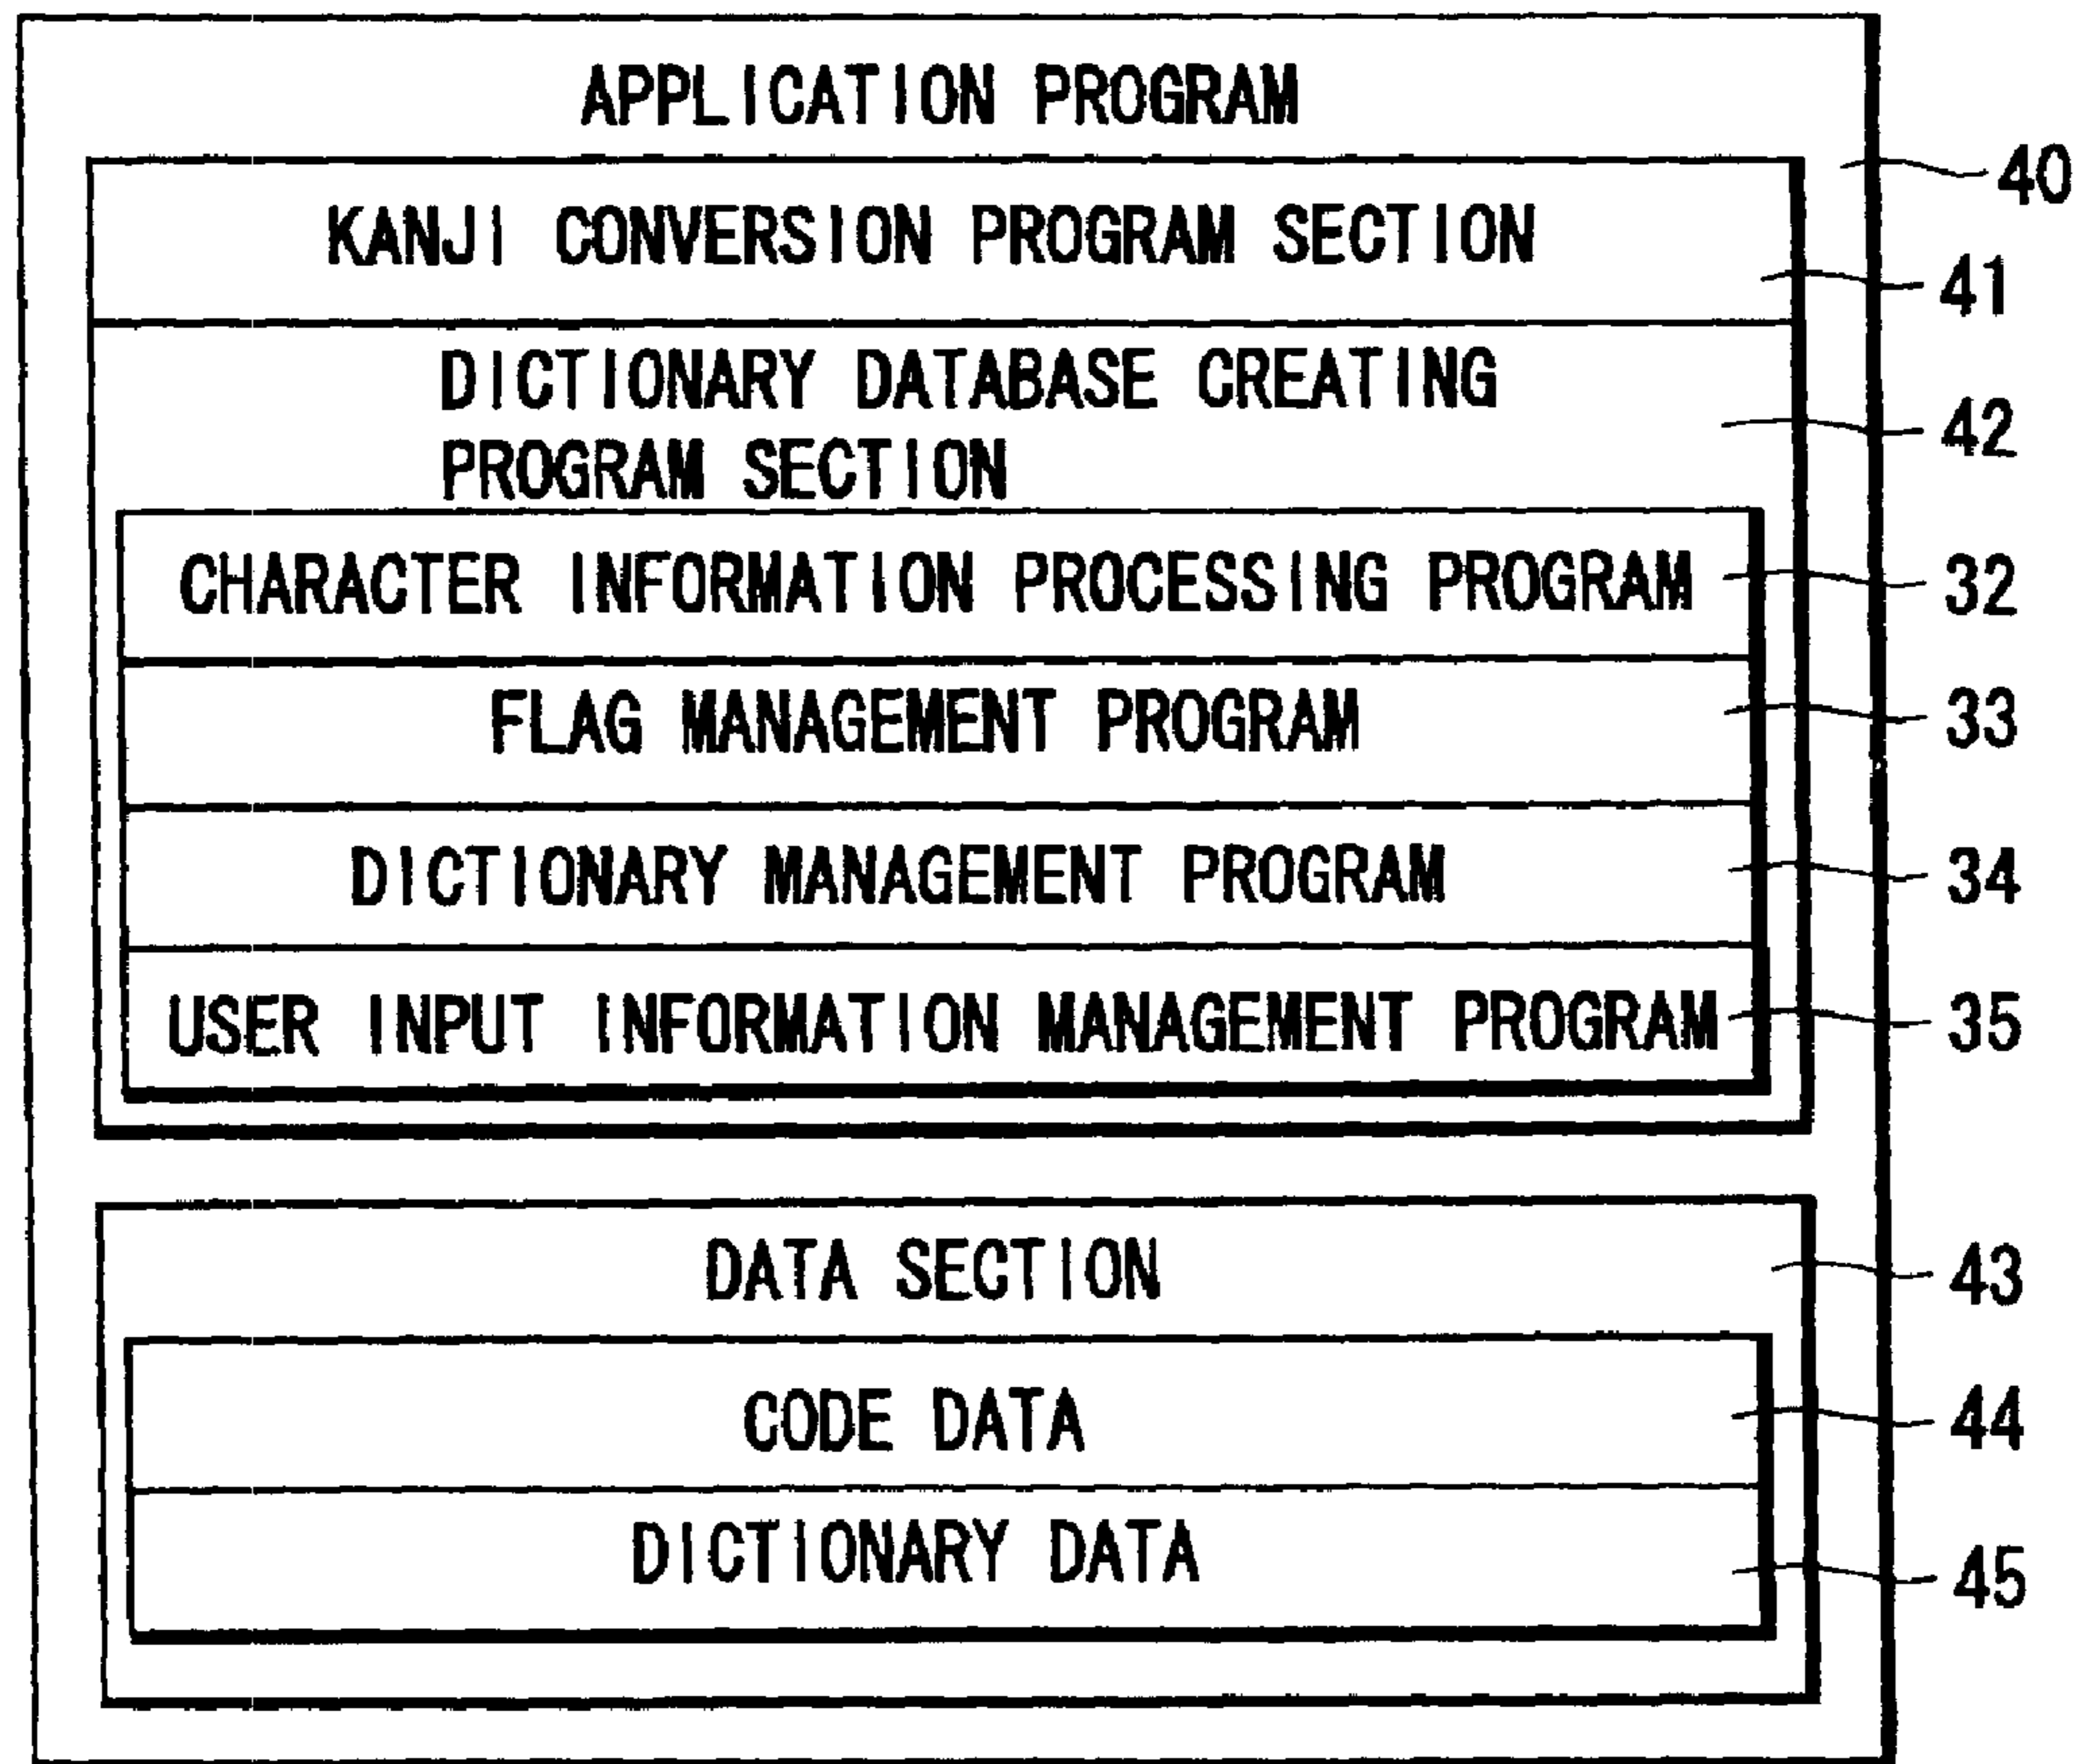 APPLICATION PROGRAM
40
KANJI CONVERSION PROGRAM SECTION
41
DICTIONARY DATABASE CREATING
42
PROGRAM SECTION
CHARACTER INFORMATION PROCESSING PROGRAM
32
FLAG MANAGEMENT PROGRAM
33
DICTIONARY MANAGEMENT PROGRAM
34
USER INPUT INFORMATION MANAGEMENT PROGRAM
35
DATA SECTION
43
CODE DATA
44
DICTIONARY DATA
45